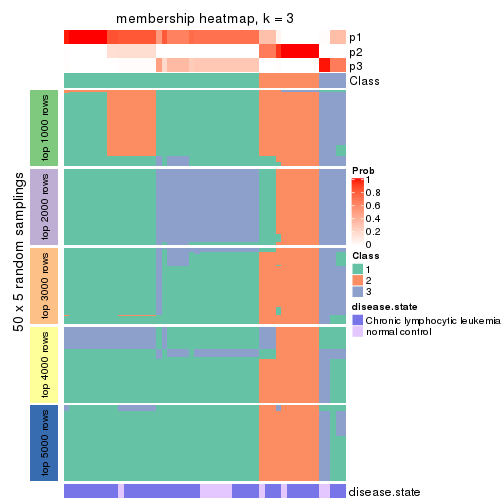 membership heatmap, k = 3
p1
p2
p3
Class
50 x 5 random samplings
top 1000 rows
top 2000 rows
top 3000 rows
top 4000 rows
top 5000 rows
Prob
1
0.8
0.6
0.4
0.2
0
Class
1
2
3
disease.state
Chronic lymphocytic leukemia
normal control
disease.state